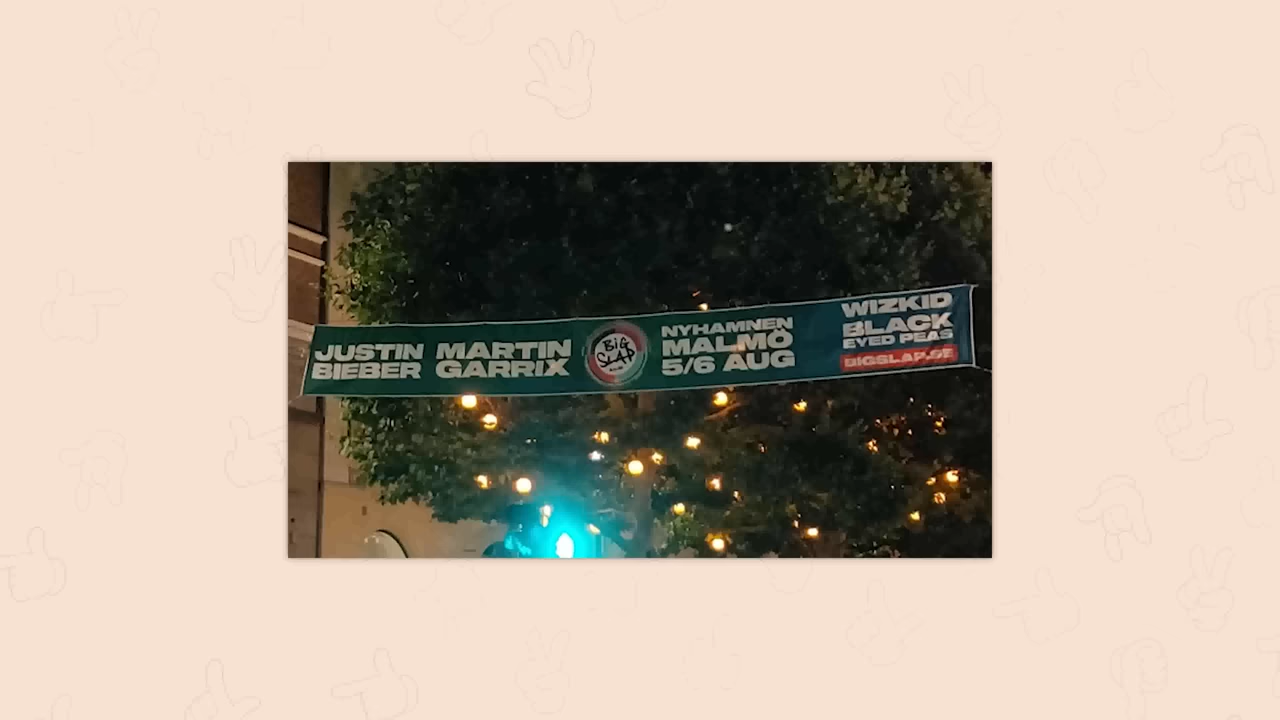 JUSTIN
BIEBER
MARTIN
GARRIX
BIG
SLAP
NYHAMNEN
MALMÖ
5/6 AUG
WIZKID
BLACK
EYED PEAS
BIGSLAP.SE